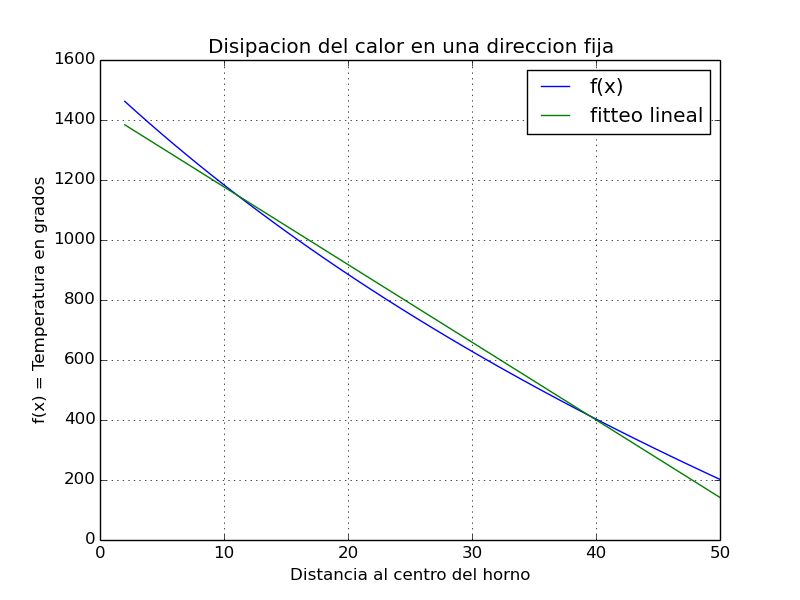 Disipacion del calor en una direccion fija
f(x)
fitteo lineal
f(x) = Temperatura en grados
1600
1400
1200
1000
800
600
400
200
0
0 10 20 30 40 50
Distancia al centro del horno